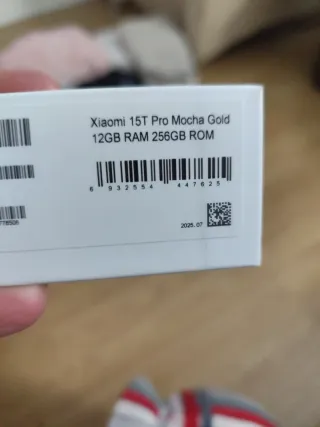 Xiaomi 15T Pro Mocha Gold
12GB RAM 256GB ROM
6 932554 447625
2025.07